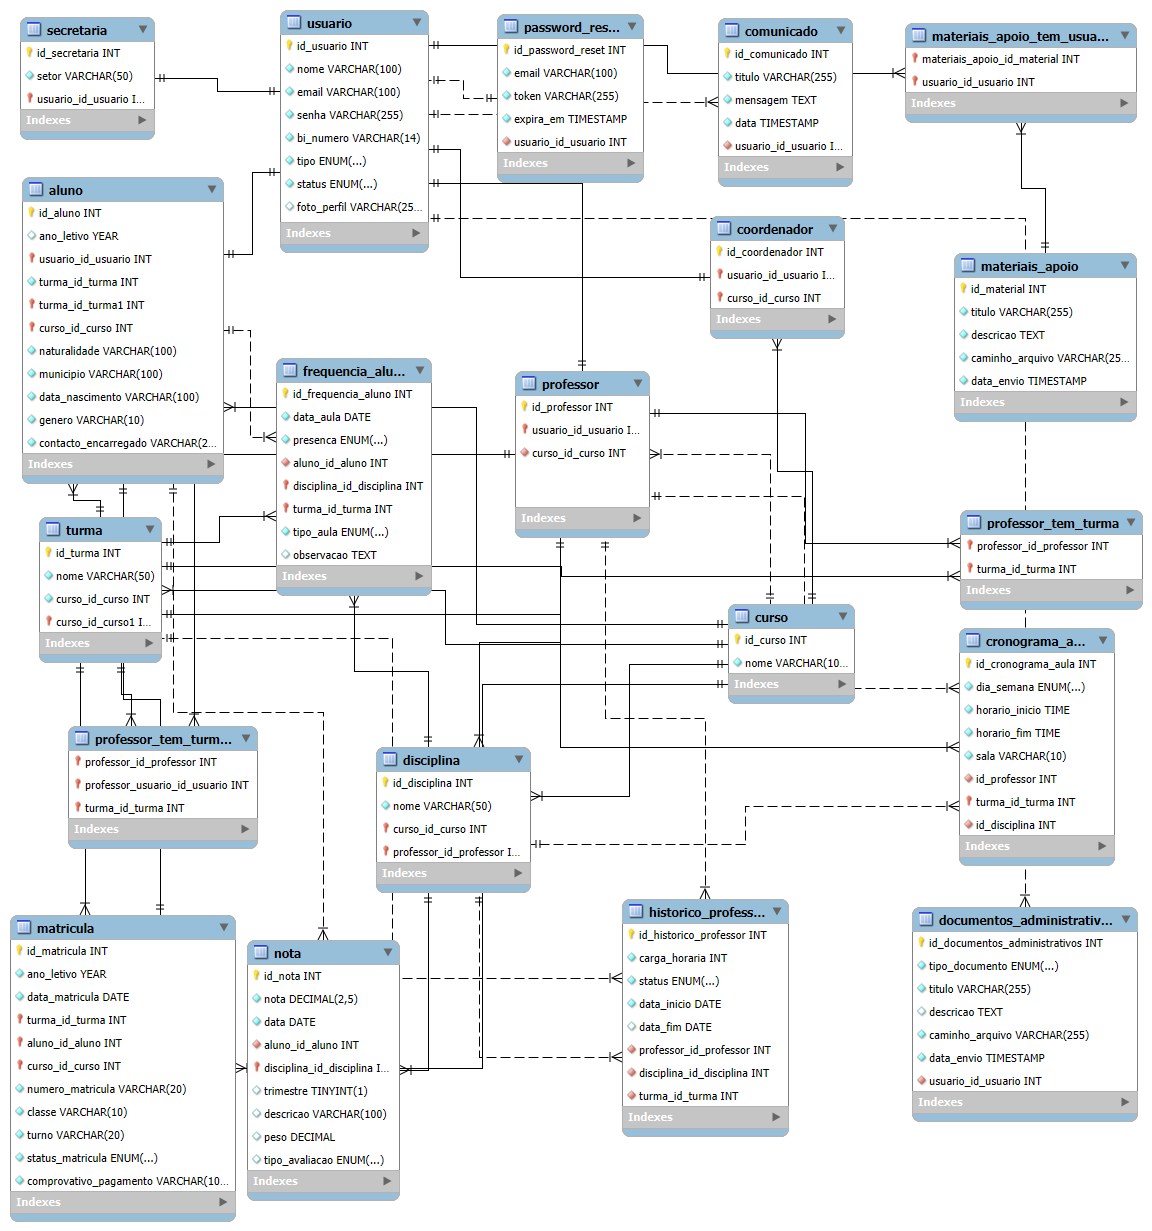 secretaria
id_secretaria INT
setor VARCHAR(50)
usuario_id_usuario I...
Indexes
usuario
id_usuario INT
nome VARCHAR(100)
email VARCHAR(100)
senha VARCHAR(255)
bi_numero VARCHAR(14)
tipo ENUM(...)
status ENUM(...)
foto_perfil VARCHAR(25...
Indexes
password_res...
id_password_reset INT
email VARCHAR(100)
token VARCHAR(255)
expira_em TIMESTAMP
usuario_id_usuario INT
Indexes
comunicado
id_comunicado INT
titulo VARCHAR(255)
mensagem TEXT
data TIMESTAMP
usuario_id_usuario I...
Indexes
materiais_apoio_tem_usua...
materiais_apoio_id_material INT
usuario_id_usuario INT
Indexes
aluno
id_aluno INT
ano_letivo YEAR
usuario_id_usuario INT
turma_id_turma INT
turma_id_turma1 INT
curso_id_curso INT
naturalidade VARCHAR(100)
municipio VARCHAR(100)
data_nascimento VARCHAR(100)
genero VARCHAR(10)
contacto_encarregado VARCHAR(2...
Indexes
coordenador
id_coordenador INT
usuario_id_usuario I...
curso_id_curso INT
Indexes
materiais_apoio
id_material INT
titulo VARCHAR(255)
descricao TEXT
caminho_arquivo VARCHAR(25...
data_envio TIMESTAMP
Indexes
frequencia_alu...
id_frequencia_aluno INT
data_aula DATE
presenca ENUM(...)
aluno_id_aluno INT
disciplina_id_disciplina INT
turma_id_turma INT
tipo_aula ENUM(...)
observacao TEXT
Indexes
professor
id_professor INT
usuario_id_usuario I...
curso_id_curso INT
Indexes
turma
id_turma INT
nome VARCHAR(50)
curso_id_curso INT
curso_id_curso1 I...
Indexes
professor_tem_turma
professor_id_professor INT
turma_id_turma INT
Indexes
curso
id_curso INT
nome VARCHAR(10...
Indexes
cronograma_a...
id_cronograma_aula INT
dia_semana ENUM(...)
horario_inicio TIME
horario_fim TIME
sala VARCHAR(10)
id_professor INT
turma_id_turma INT
id_disciplina INT
Indexes
professor_tem_turm...
professor_id_professor INT
professor_usuario_id_usuario INT
turma_id_turma INT
Indexes
disciplina
id_disciplina INT
nome VARCHAR(50)
curso_id_curso INT
professor_id_professor I...
Indexes
matricula
id_matricula INT
ano_letivo YEAR
data_matricula DATE
turma_id_turma INT
aluno_id_aluno INT
curso_id_curso INT
numero_matricula VARCHAR(20)
classe VARCHAR(10)
turno VARCHAR(20)
status_matricula ENUM(...)
comprovativo_pagamento VARCHAR(10...
Indexes
nota
id_nota INT
nota DECIMAL(2,5)
data DATE
aluno_id_aluno INT
disciplina_id_disciplina I...
trimestre TINYINT(1)
descricao VARCHAR(100)
peso DECIMAL
tipo_avaliacao ENUM(...)
Indexes
historico_profess...
id_historico_professor INT
carga_horaria INT
status ENUM(...)
data_inicio DATE
data_fim DATE
professor_id_professor INT
disciplina_id_disciplina INT
turma_id_turma INT
Indexes
documentos_administrativ...
id_documentos_administrativos INT
tipo_documento ENUM(...)
titulo VARCHAR(255)
descricao TEXT
caminho_arquivo VARCHAR(255)
data_envio TIMESTAMP
usuario_id_usuario INT
Indexes